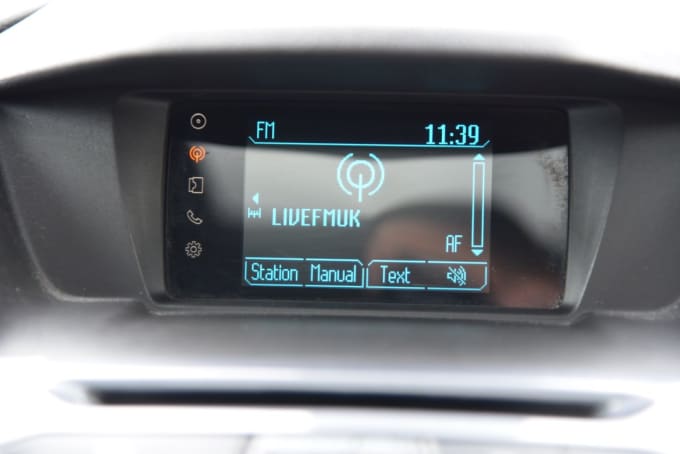 FM 11:39
LIVEFMUK
AF
Station Manual Text